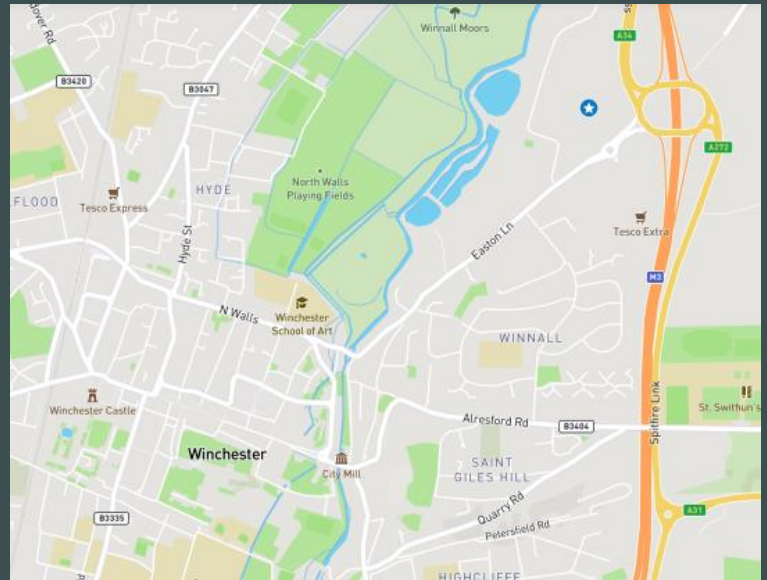 Winnall Moors
dover Rd
A34
B3420
B3047
A272
North Walls
Playing Fields
HYDE
FLOOD
Tesco Express
Hyde St
Easton Ln
Tesco Extra
M3
N Walls
Winchester
School of Art
WINNALL
Winchester Castle
Spitfire Link
St. Swithun's
Alresford Rd
B3404
Winchester
City Mill
SAINT
GILES HILL
Quarry Rd
B3335
A31
Petersfield Rd
HIGHCLIFFE